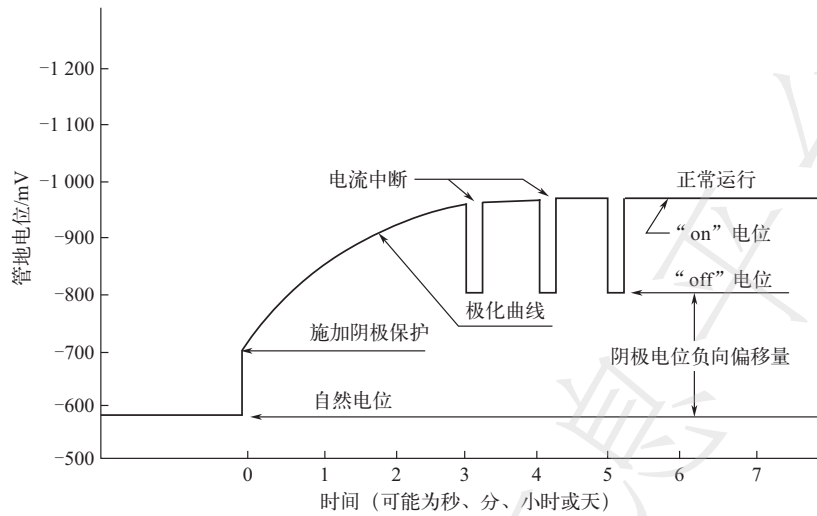 管地电位/mV
-1 200
-1 100
-1 000
-900
-800
-700
-600
-500
电流中断
正常运行
“on”电位
“off”电位
极化曲线
施加阴极保护
阴极电位负向偏移量
自然电位
0 1 2 3 4 5 6 7
时间（可能为秒、分、小时或天）